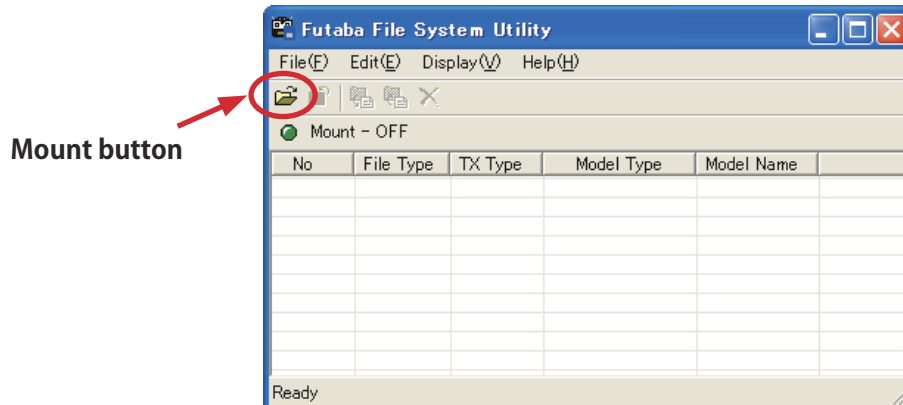 Futaba File System Utility
File(F) Edit(E) Display(V) Help(H)
Mount - OFF
Mount button
No File Type TX Type Model Type Model Name
Ready